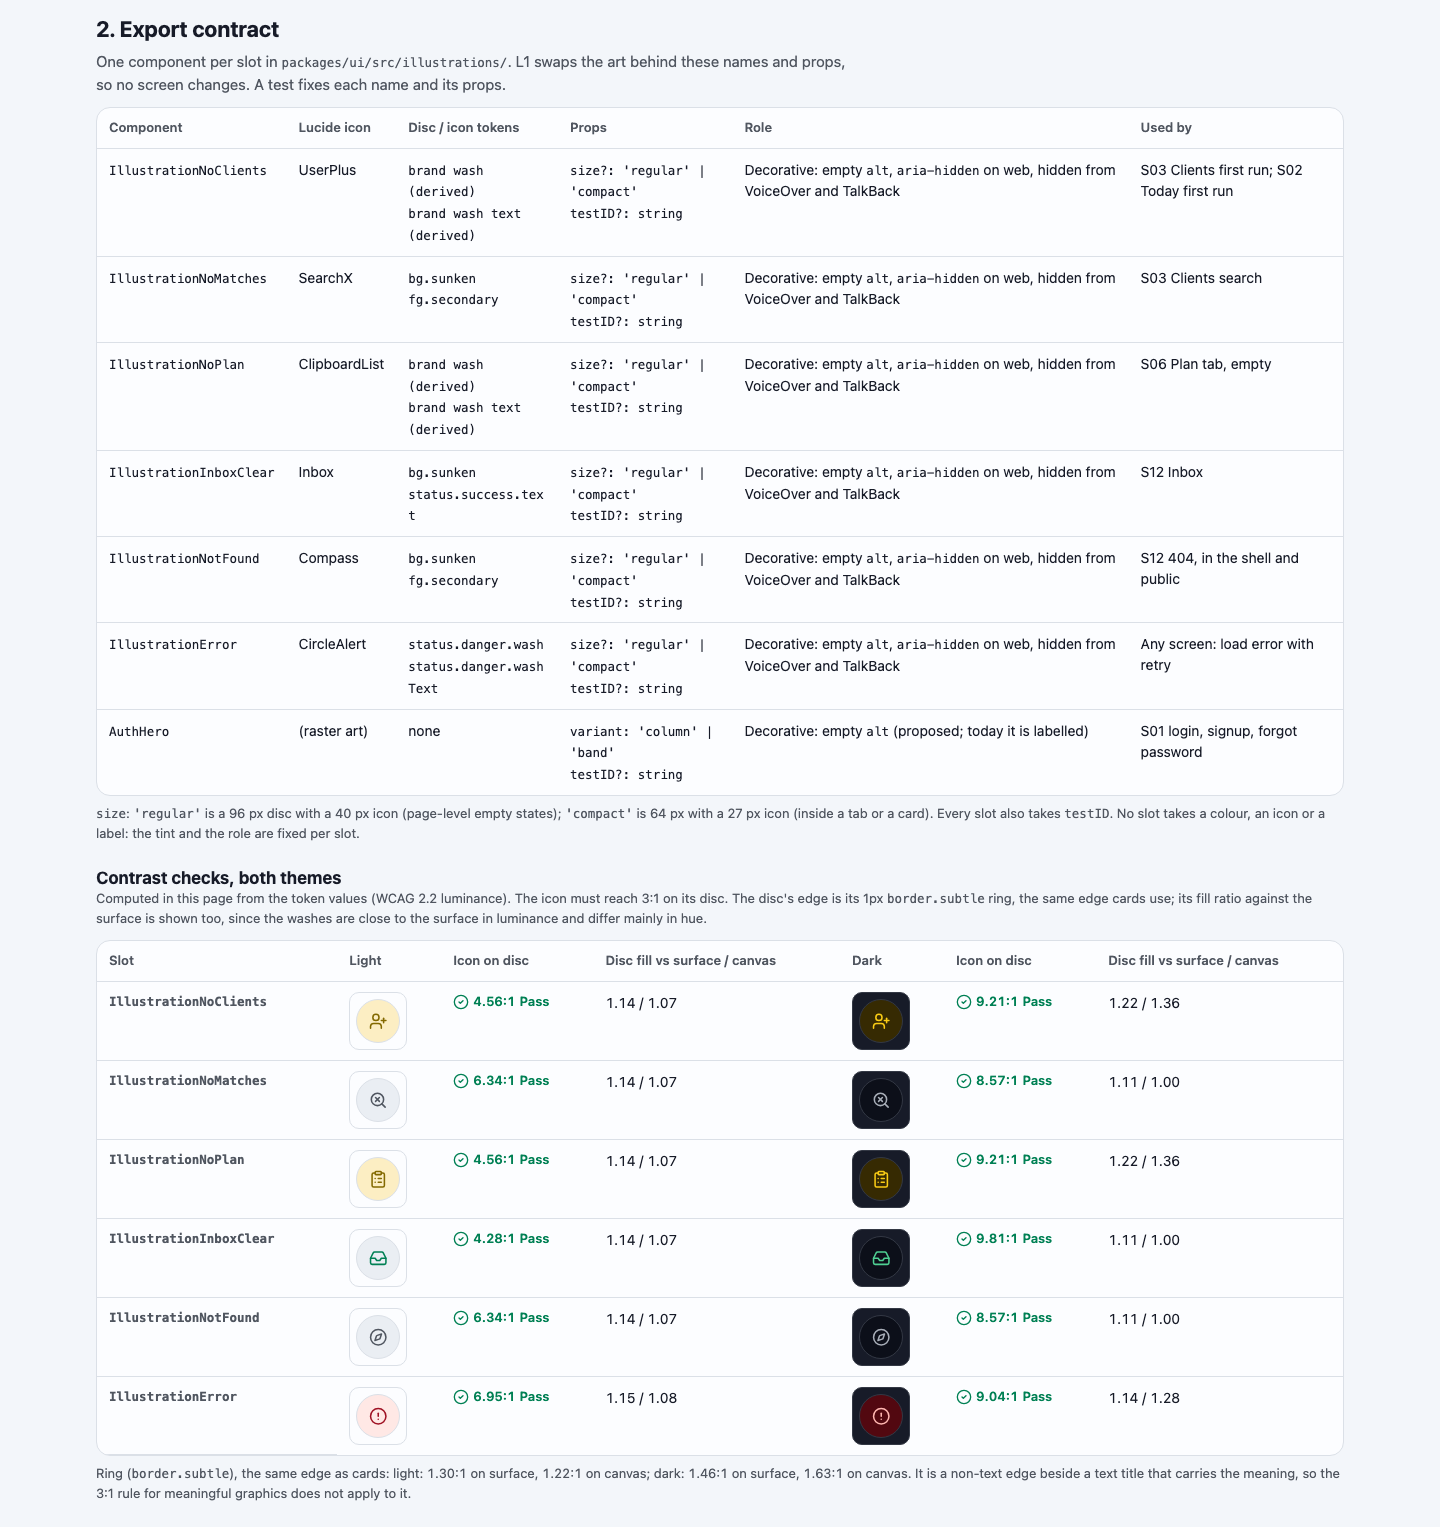 2. Export contract
One component per slot in packages/ui/src/illustrations/. L1 swaps the art behind these names and props,
so no screen changes. A test fixes each name and its props.
Component Lucide icon Disc / icon tokens Props Role Used by
IllustrationNoClients UserPlus brand wash size?: 'regular' | Decorative: empty alt, aria-hidden on web, hidden from S03 Clients first run; S02
(derived) 'compact' VoiceOver and TalkBack Today first run
brand wash text testID?: string
(derived)
IllustrationNoMatches SearchX bg.sunken size?: 'regular' | Decorative: empty alt, aria-hidden on web, hidden from S03 Clients search
fg.secondary 'compact' VoiceOver and TalkBack
testID?: string
IllustrationNoPlan ClipboardList brand wash size?: 'regular' | Decorative: empty alt, aria-hidden on web, hidden from S06 Plan tab, empty
(derived) 'compact' VoiceOver and TalkBack
brand wash text testID?: string
(derived)
IllustrationInboxClear Inbox bg.sunken size?: 'regular' | Decorative: empty alt, aria-hidden on web, hidden from S12 Inbox
status.success.tex 'compact' VoiceOver and TalkBack
t testID?: string
IllustrationNotFound Compass bg.sunken size?: 'regular' | Decorative: empty alt, aria-hidden on web, hidden from S12 404, in the shell and
fg.secondary 'compact' VoiceOver and TalkBack public
testID?: string
IllustrationError CircleAlert status.danger.wash size?: 'regular' | Decorative: empty alt, aria-hidden on web, hidden from Any screen: load error with
status.danger.wash 'compact' VoiceOver and TalkBack retry
Text testID?: string
AuthHero (raster art) none variant: 'column' | Decorative: empty alt (proposed; today it is labelled) S01 login, signup, forgot
'band' password
testID?: string
size: 'regular' is a 96 px disc with a 40 px icon (page-level empty states); 'compact' is 64 px with a 27 px icon (inside a tab or a card). Every slot also takes testID. No slot takes a colour, an icon or a
label: the tint and the role are fixed per slot.
Contrast checks, both themes
Computed in this page from the token values (WCAG 2.2 luminance). The icon must reach 3:1 on its disc. The disc's edge is its 1px border.subtle ring, the same edge cards use; its fill ratio against the
surface is shown too, since the washes are close to the surface in luminance and differ mainly in hue.
Slot Light Icon on disc Disc fill vs surface / canvas Dark Icon on disc Disc fill vs surface / canvas
IllustrationNoClients 4.56:1 Pass 1.14 / 1.07 9.21:1 Pass 1.22 / 1.36
IllustrationNoMatches 6.34:1 Pass 1.14 / 1.07 8.57:1 Pass 1.11 / 1.00
IllustrationNoPlan 4.56:1 Pass 1.14 / 1.07 9.21:1 Pass 1.22 / 1.36
IllustrationInboxClear 4.28:1 Pass 1.14 / 1.07 9.81:1 Pass 1.11 / 1.00
IllustrationNotFound 6.34:1 Pass 1.14 / 1.07 8.57:1 Pass 1.11 / 1.00
IllustrationError 6.95:1 Pass 1.15 / 1.08 9.04:1 Pass 1.14 / 1.28
Ring (border.subtle), the same edge as cards: light: 1.30:1 on surface, 1.22:1 on canvas; dark: 1.46:1 on surface, 1.63:1 on canvas. It is a non-text edge beside a text title that carries the meaning, so the
3:1 rule for meaningful graphics does not apply to it.